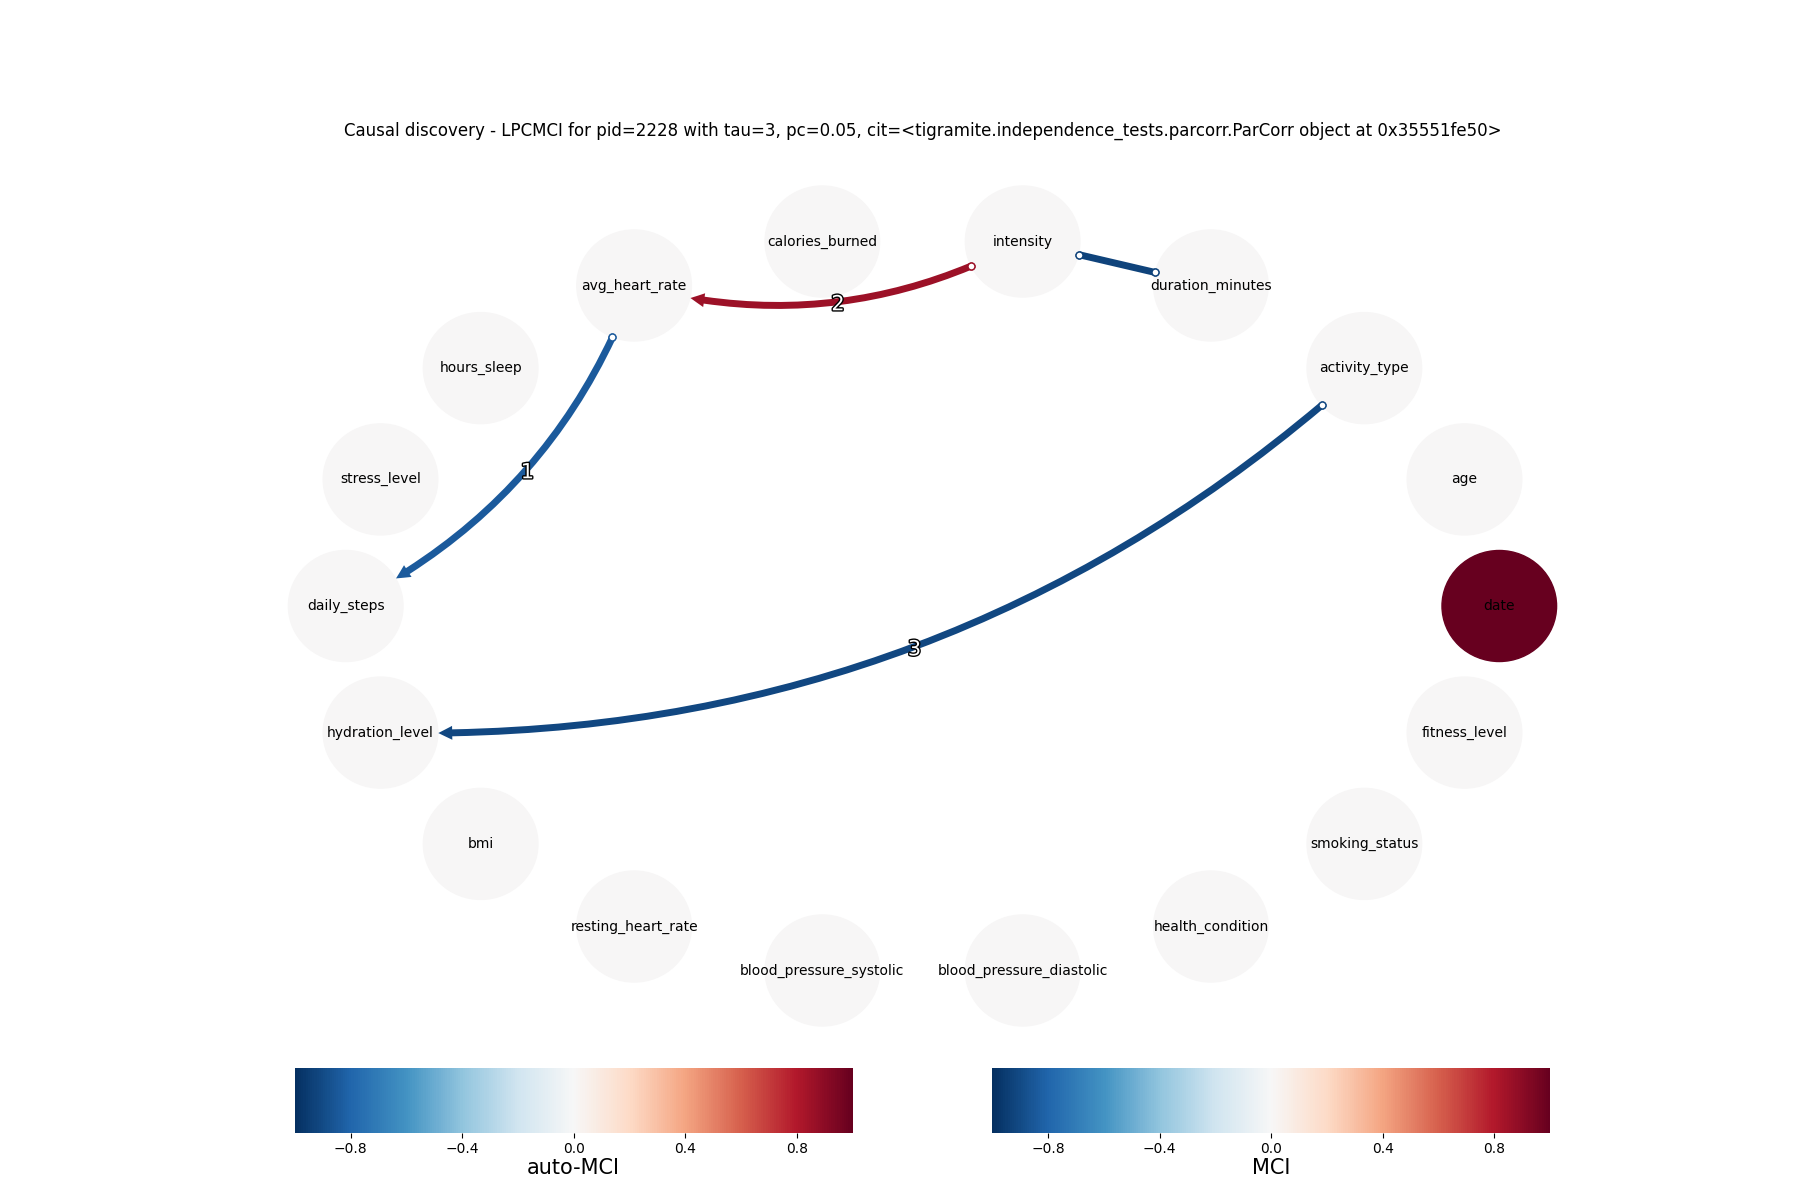 Causal discovery - LPCMCI for pid=2228 with tau=3, pc=0.05, cit=<tigramite.independence_tests.parcorr.ParCorr object at 0x35551fe50>
calories_burned
intensity
avg_heart_rate
duration_minutes
2
hours_sleep
activity_type
1
stress_level
age
daily_steps
date
3
hydration_level
fitness_level
bmi
smoking_status
resting_heart_rate
health_condition
blood_pressure_systolic
blood_pressure_diastolic
−0.8 −0.4 0.0 0.4 0.8
auto-MCI
−0.8 −0.4 0.0 0.4 0.8
MCI